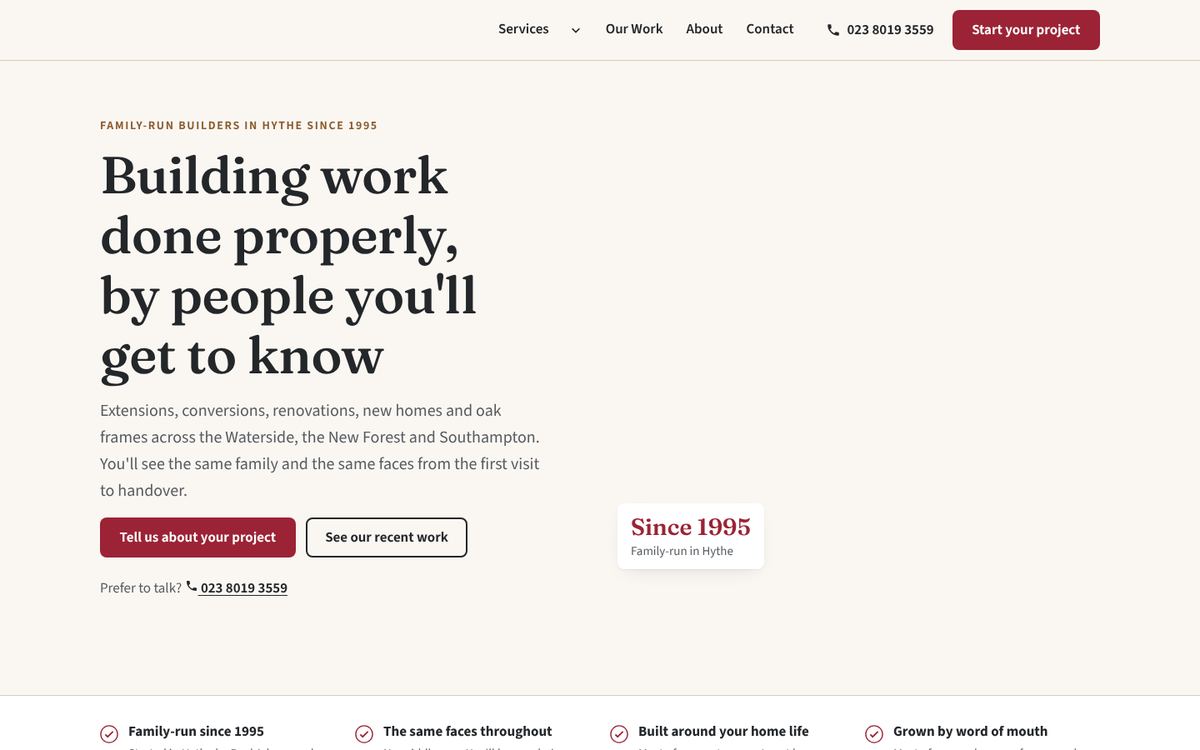 Services
Our Work
About
Contact
023 8019 3559
Start your project
FAMILY-RUN BUILDERS IN HYTHE SINCE 1995
Building work
done properly,
by people you'll
get to know
Extensions, conversions, renovations, new homes and oak
frames across the Waterside, the New Forest and Southampton.
You'll see the same family and the same faces from the first visit
to handover.
Tell us about your project
See our recent work
Prefer to talk? 023 8019 3559
Since 1995
Family-run in Hythe
Family-run since 1995
The same faces throughout
Built around your home life
Grown by word of mouth